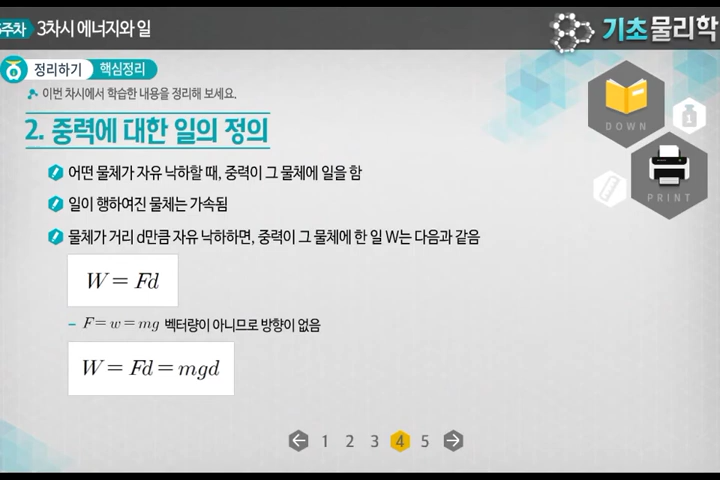 5주차 3차시 에너지와 일
기초물리학
정리하기 핵심정리
이번 차시에서 학습한 내용을 정리해 보세요.
DOWN
1
2. 중력에 대한 일의 정의
PRINT
어떤 물체가 자유 낙하할 때, 중력이 그 물체에 일을 함
일이 행하여진 물체는 가속됨
물체가 거리 d만큼 자유 낙하하면, 중력이 그 물체에 한 일 W는 다음과 같음
W = Fd
– F = w = mg 벡터량이 아니므로 방향이 없음
W = Fd = mgd
1 2 3 4 5